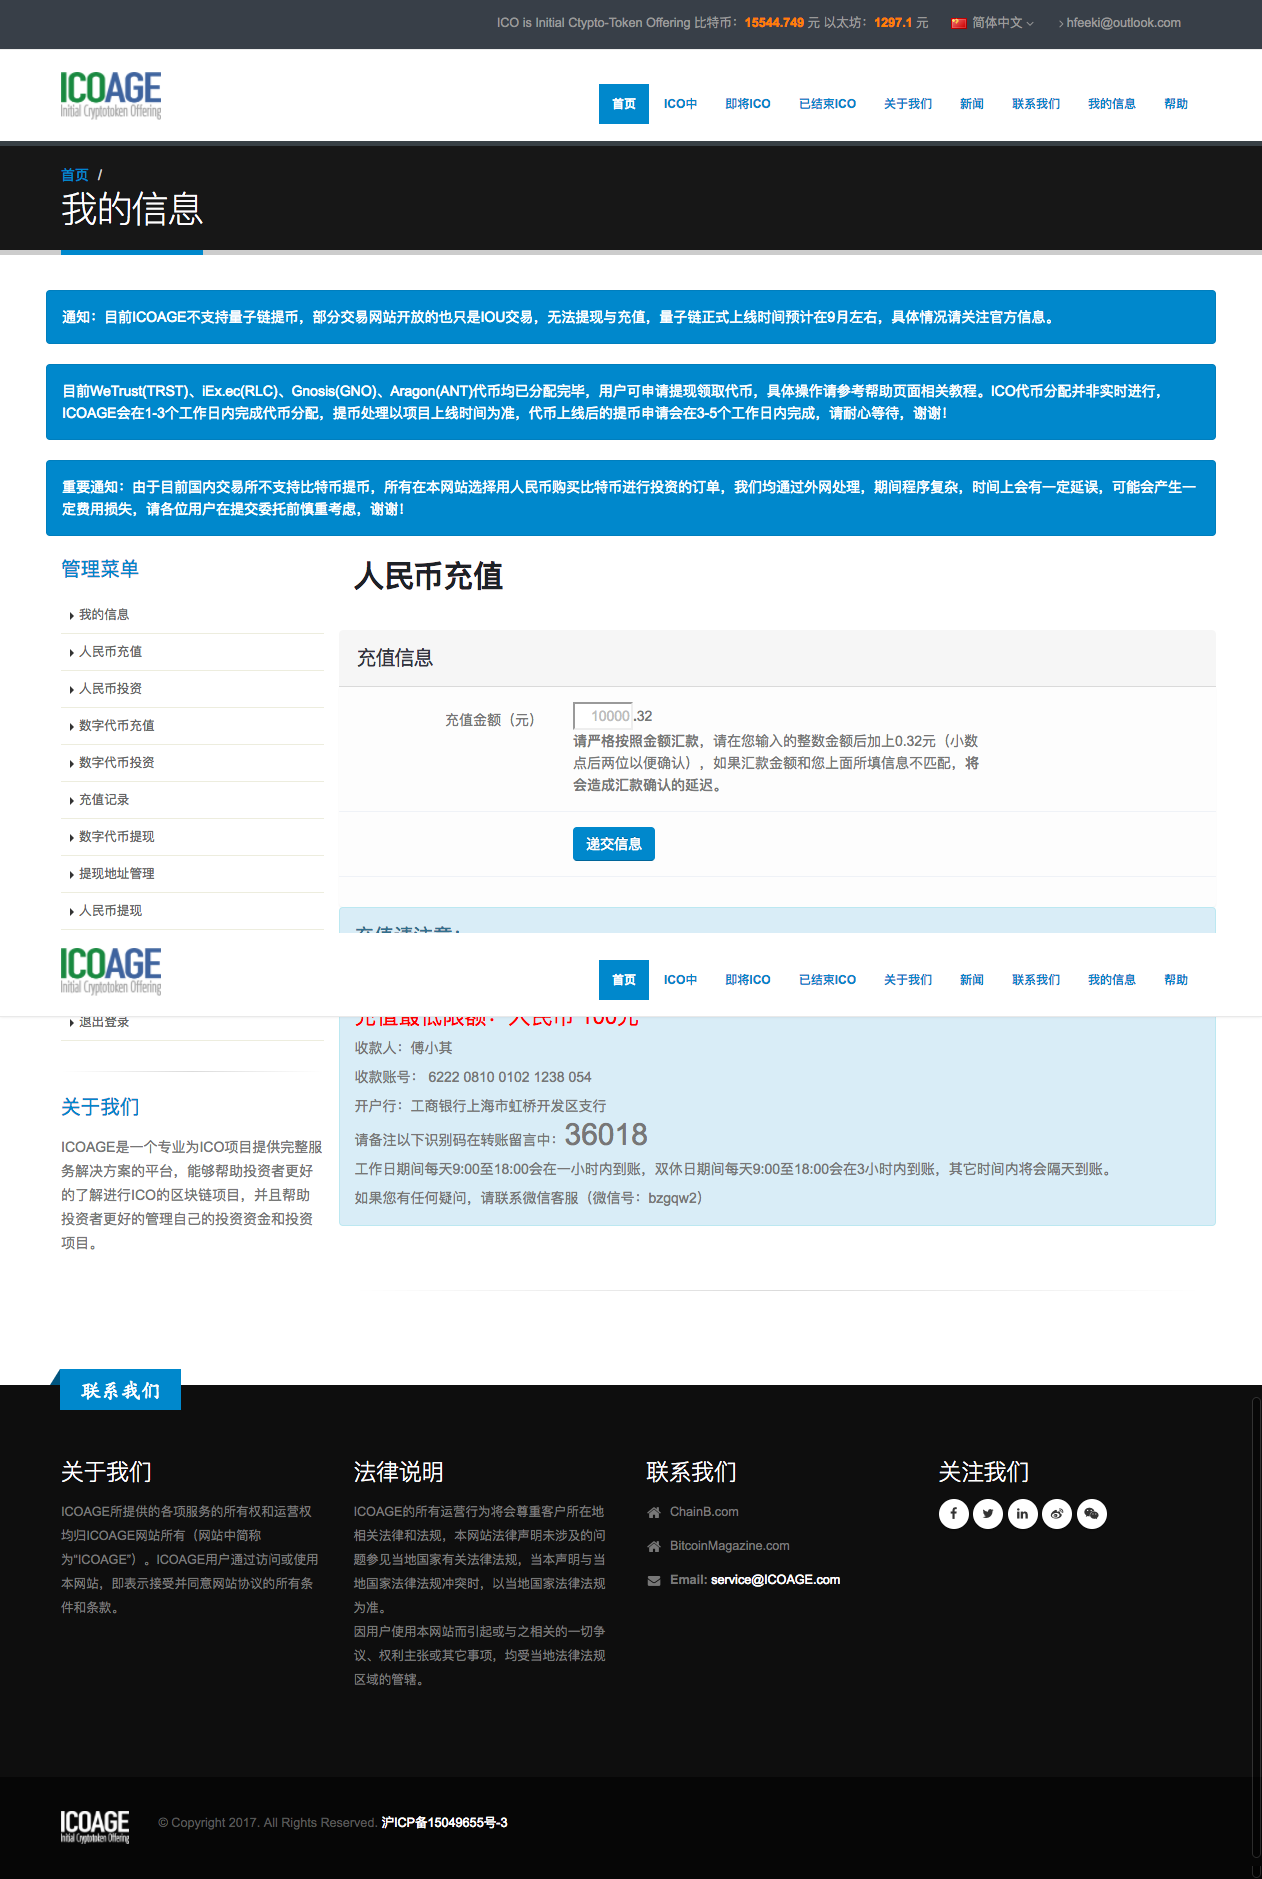 ICO is Initial Ctypto-Token Offering 比特币：15544.749 元 以太坊：1297.1 元 简体中文 hfeeki@outlook.com
ICOAGE
Initial Cryptotoken Offering
首页 ICO中 即将ICO 已结束ICO 关于我们 新闻 联系我们 我的信息 帮助
首页 /
我的信息
通知：目前ICOAGE不支持量子链提币，部分交易网站开放的也只是IOU交易，无法提现与充值，量子链正式上线时间预计在9月左右，具体情况请关注官方信息。
目前WeTrust(TRST)、iEx.ec(RLC)、Gnosis(GNO)、Aragon(ANT)代币均已分配完毕，用户可申请提现领取代币，具体操作请参考帮助页面相关教程。ICO代币分配并非实时进行，
ICOAGE会在1-3个工作日内完成代币分配，提币处理以项目上线时间为准，代币上线后的提币申请会在3-5个工作日内完成，请耐心等待，谢谢！
重要通知：由于目前国内交易所不支持比特币提币，所有在本网站选择用人民币购买比特币进行投资的订单，我们均通过外网处理，期间程序复杂，时间上会有一定延误，可能会产生一
定费用损失，请各位用户在提交委托前慎重考虑，谢谢！
管理菜单
我的信息
人民币充值
人民币投资
数字代币充值
数字代币投资
充值记录
数字代币提现
提现地址管理
人民币提现
人民币充值
充值信息
充值金额（元）
10000.32
请严格按照金额汇款，请在您输入的整数金额后加上0.32元（小数
点后两位以便确认），如果汇款金额和您上面所填信息不匹配，将
会造成汇款确认的延迟。
递交信息
充值请注意：
ICOAGE
Initial Cryptotoken Offering
首页 ICO中 即将ICO 已结束ICO 关于我们 新闻 联系我们 我的信息 帮助
退出登录
充值最低限额：人民币 100元
收款人：傅小其
收款账号： 6222 0810 0102 1238 054
开户行：工商银行上海市虹桥开发区支行
请备注以下识别码在转账留言中：36018
工作日期间每天9:00至18:00会在一小时内到账，双休日期间每天9:00至18:00会在3小时内到账，其它时间内将会隔天到账。
如果您有任何疑问，请联系微信客服（微信号：bzgqw2）
关于我们
ICOAGE是一个专业为ICO项目提供完整服
务解决方案的平台，能够帮助投资者更好
的了解进行ICO的区块链项目，并且帮助
投资者更好的管理自己的投资资金和投资
项目。
联系我们
关于我们
ICOAGE所提供的各项服务的所有权和运营权
均归ICOAGE网站所有（网站中简称
为“ICOAGE”）。ICOAGE用户通过访问或使用
本网站，即表示接受并同意网站协议的所有条
件和条款。
法律说明
ICOAGE的所有运营行为将会尊重客户所在地
相关法律和法规，本网站法律声明未涉及的问
题参见当地国家有关法律法规，当本声明与当
地国家法律法规冲突时，以当地国家法律法规
为准。
因用户使用本网站而引起或与之相关的一切争
议、权利主张或其它事项，均受当地法律法规
区域的管辖。
联系我们
ChainB.com
BitcoinMagazine.com
Email: service@ICOAGE.com
关注我们
ICOAGE
Initial Cryptotoken Offering
© Copyright 2017. All Rights Reserved. 沪ICP备15049655号-3